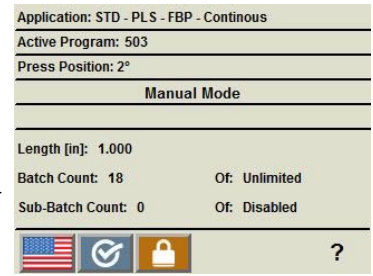 Application: STD - PLS - FBP - Continous
Active Program: 503
Press Position: 2°
Manual Mode
Length [in]: 1.000
Batch Count: 18 Of: Unlimited
Sub-Batch Count: 0 Of: Disabled
?